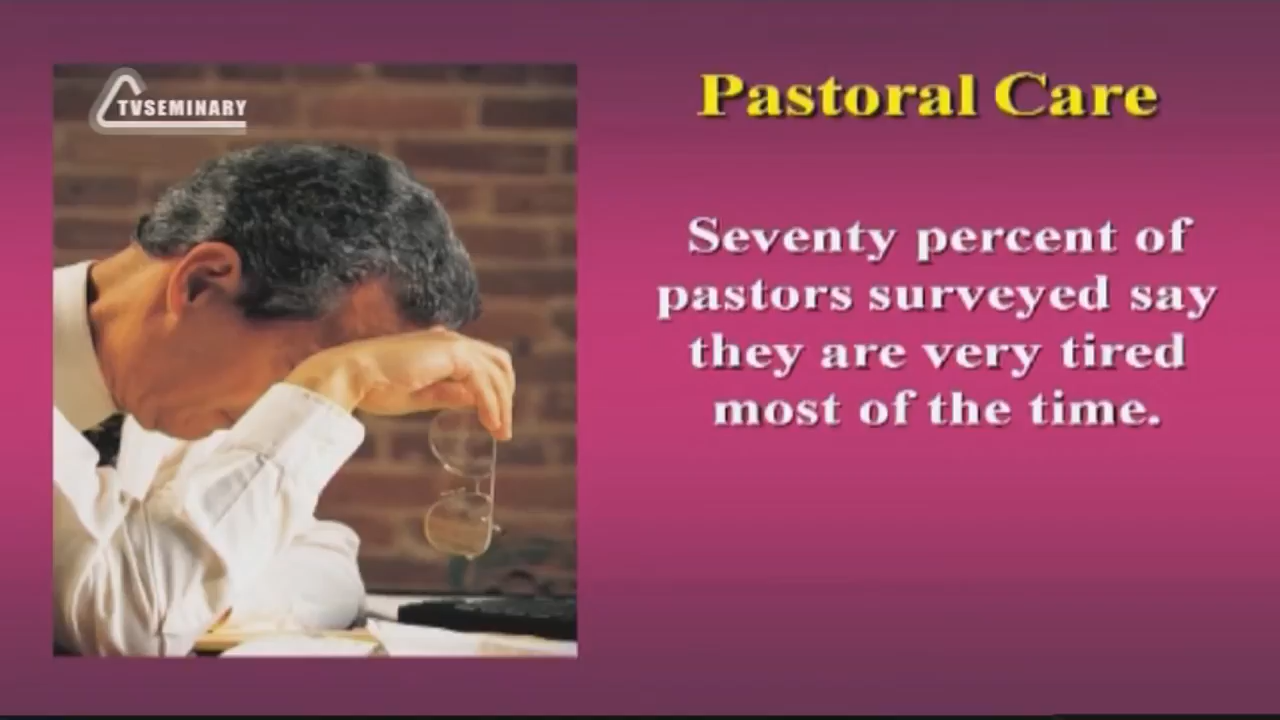 TVSEMINARY
Pastoral Care
Seventy percent of
pastors surveyed say
they are very tired
most of the time.